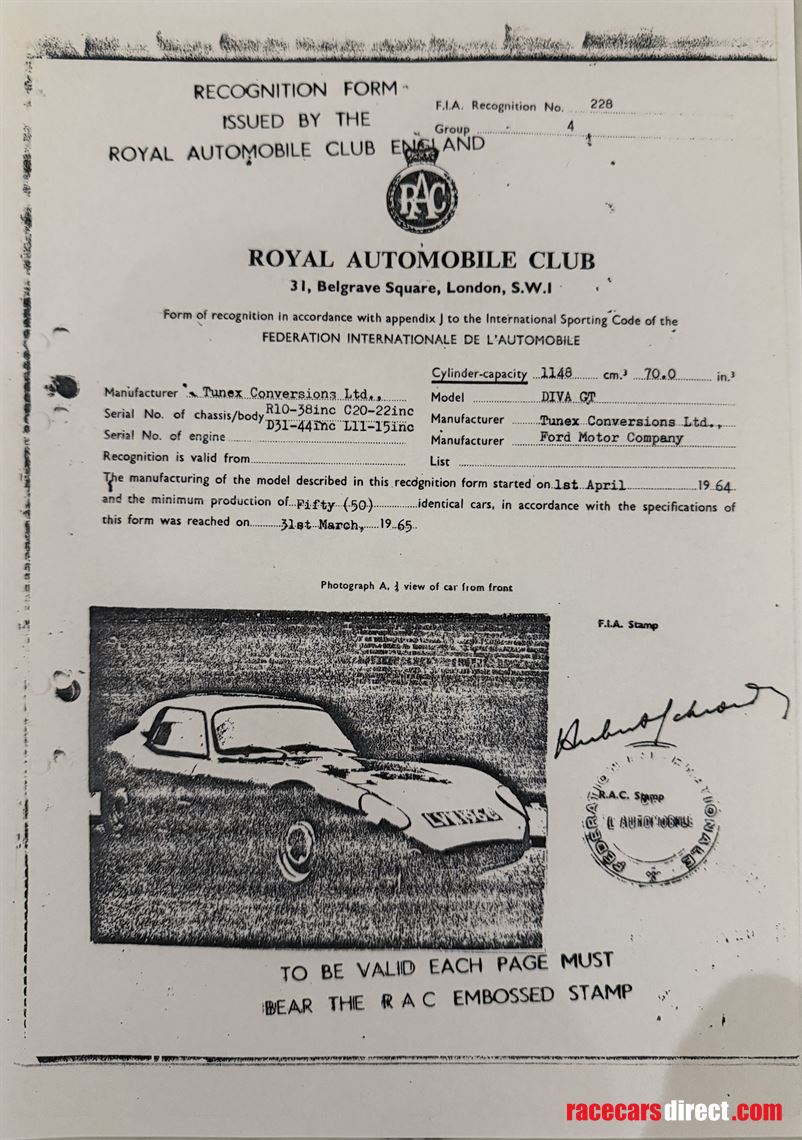 RECOGNITION FORM
ISSUED BY THE
ROYAL AUTOMOBILE CLUB ENGLAND
F.I.A. Recognition No. 228
Group 4
RAC
ROYAL AUTOMOBILE CLUB
31, Belgrave Square, London, S.W.1
Form of recognition in accordance with appendix J to the International Sporting Code of the
FEDERATION INTERNATIONALE DE L'AUTOMOBILE
Cylinder-capacity 1148 cm.³ 70.0 in.³
Manufacturer Tunex Conversions Ltd.,
Model DIVA GT
Serial No. of chassis/body R10-38inc C20-22inc
D31-44inc L11-15inc
Manufacturer Tunex Conversions Ltd.,
Serial No. of engine
Manufacturer Ford Motor Company
Recognition is valid from
List
The manufacturing of the model described in this recognition form started on 1st April 1964
and the minimum production of Fifty (50) identical cars, in accordance with the specifications of
this form was reached on 31st March, 1965.
Photograph A, ¾ view of car from front
F.I.A. Stamp
R.A.C. Stamp
FEDERATION INTERNATIONALE
L'AUTOMOBILE
TO BE VALID EACH PAGE MUST
BEAR THE R A C EMBOSSED STAMP
racecarsdirect.com